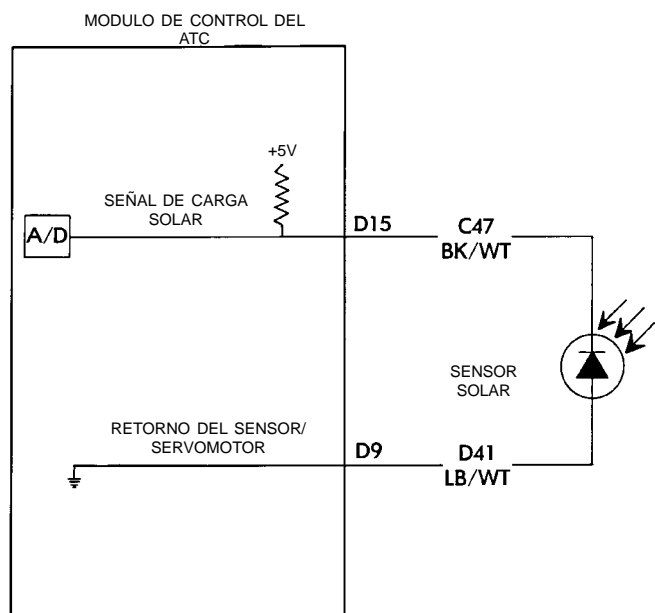 MODULO DE CONTROL DEL
ATC
+5V
SEÑAL DE CARGA
SOLAR
A/D
D15
C47
BK/WT
SENSOR
SOLAR
RETORNO DEL SENSOR/
SERVOMOTOR
D9
D41
LB/WT